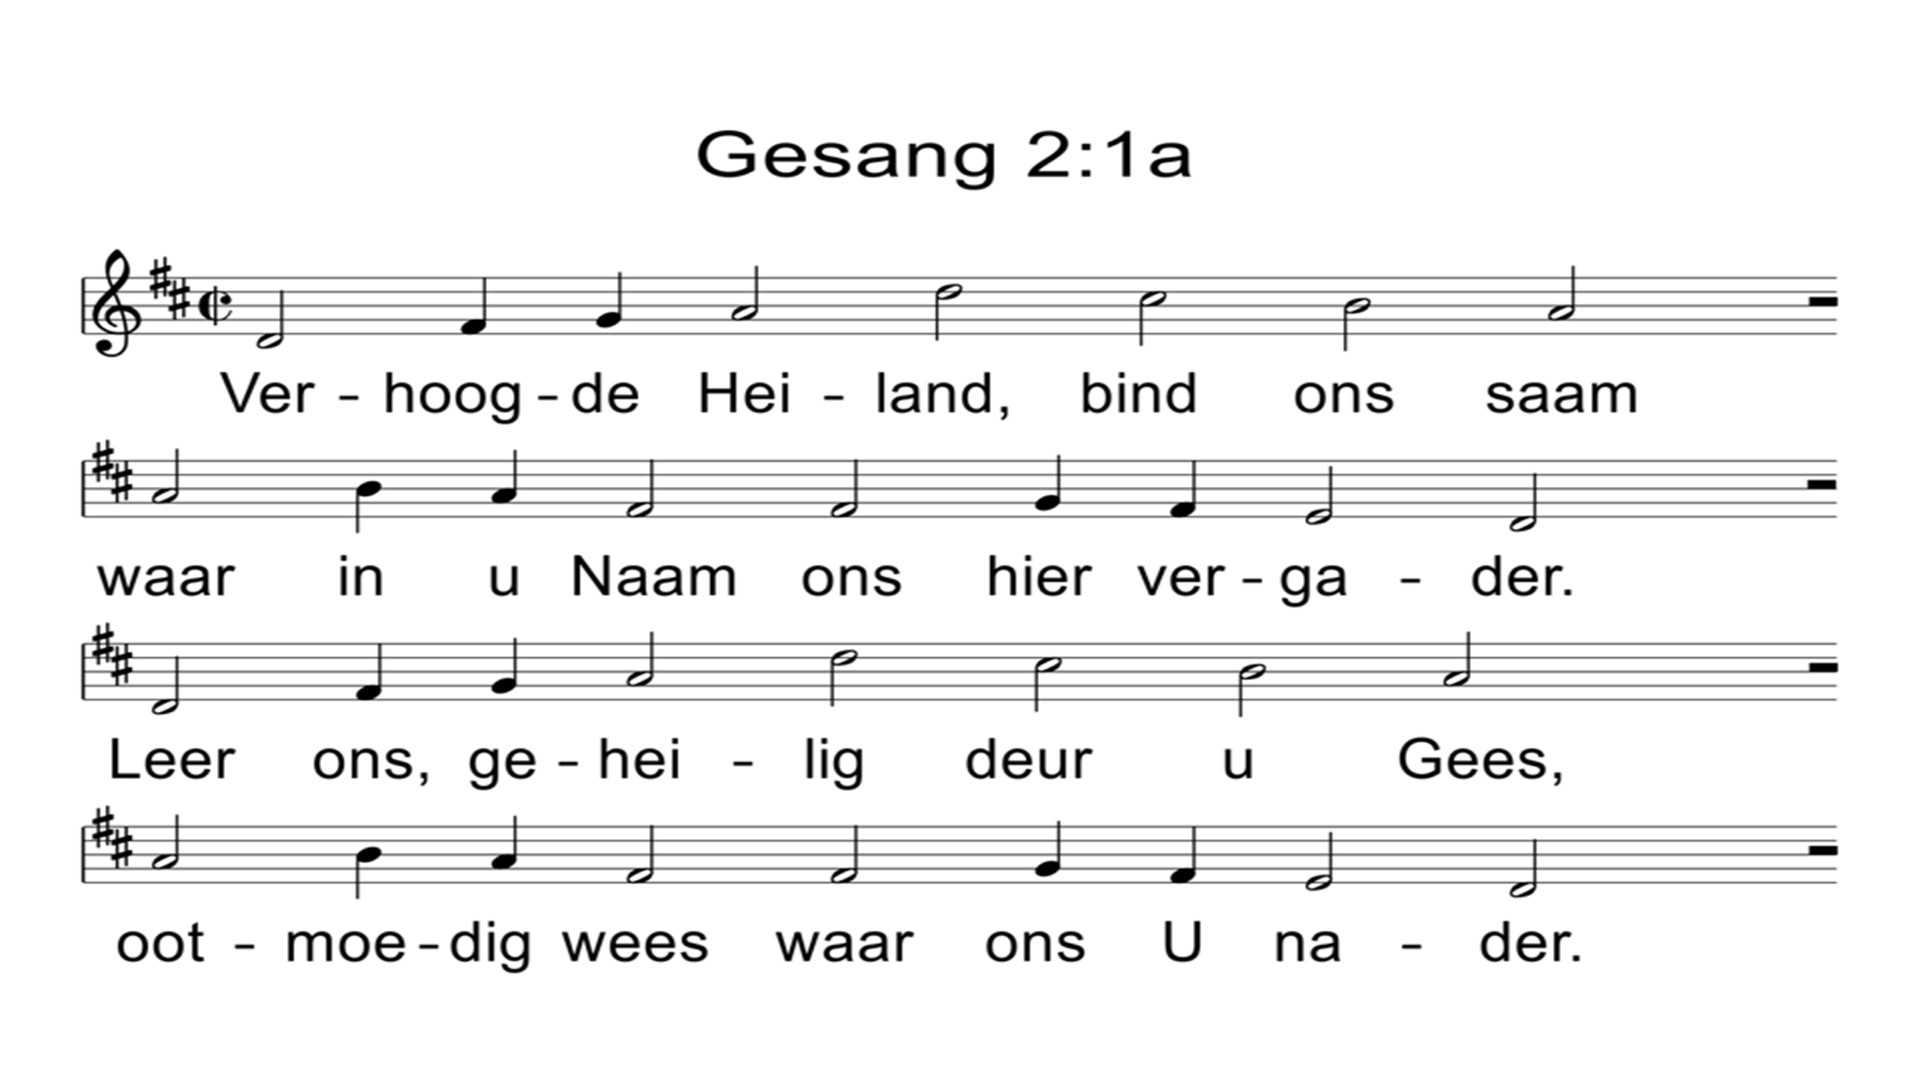 Gesang 2:1a
Ver - hoog - de Hei - land, bind ons saam
waar in u Naam ons hier ver - ga - der.
Leer ons, ge - hei - lig deur u Gees,
oot - moe - dig wees waar ons U na - der.